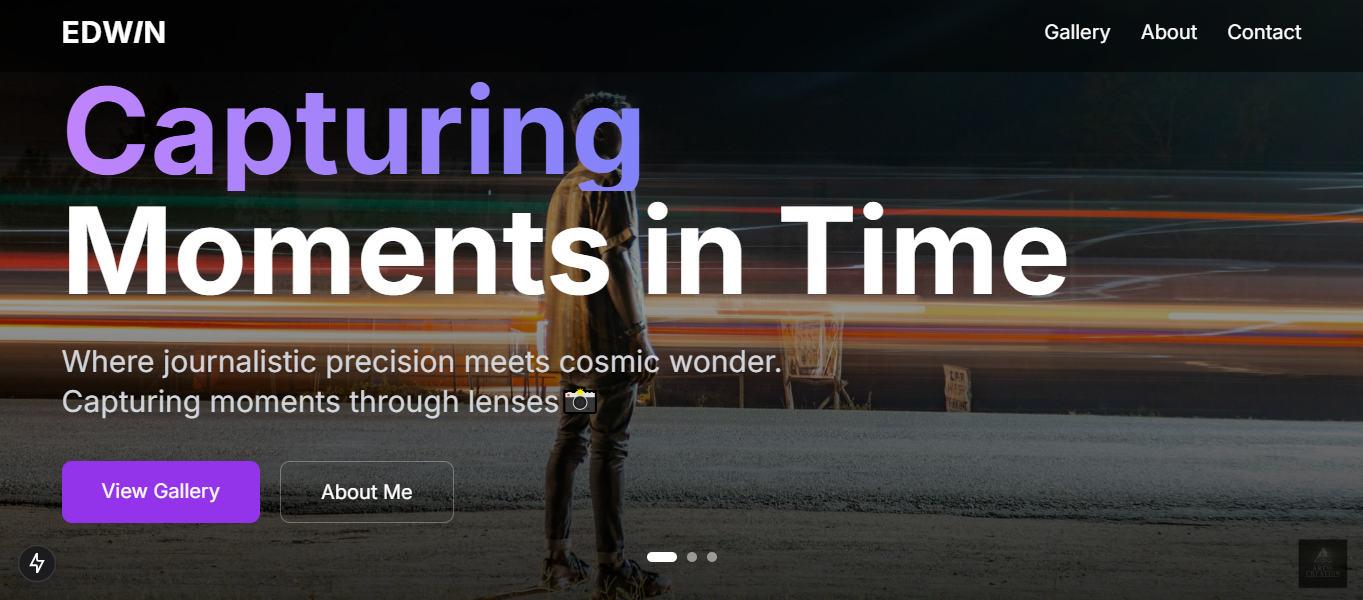 EDWIN
Gallery About Contact
Capturing
Moments in Time
Where journalistic precision meets cosmic wonder.
Capturing moments through lenses📸
View Gallery
About Me
CREATION